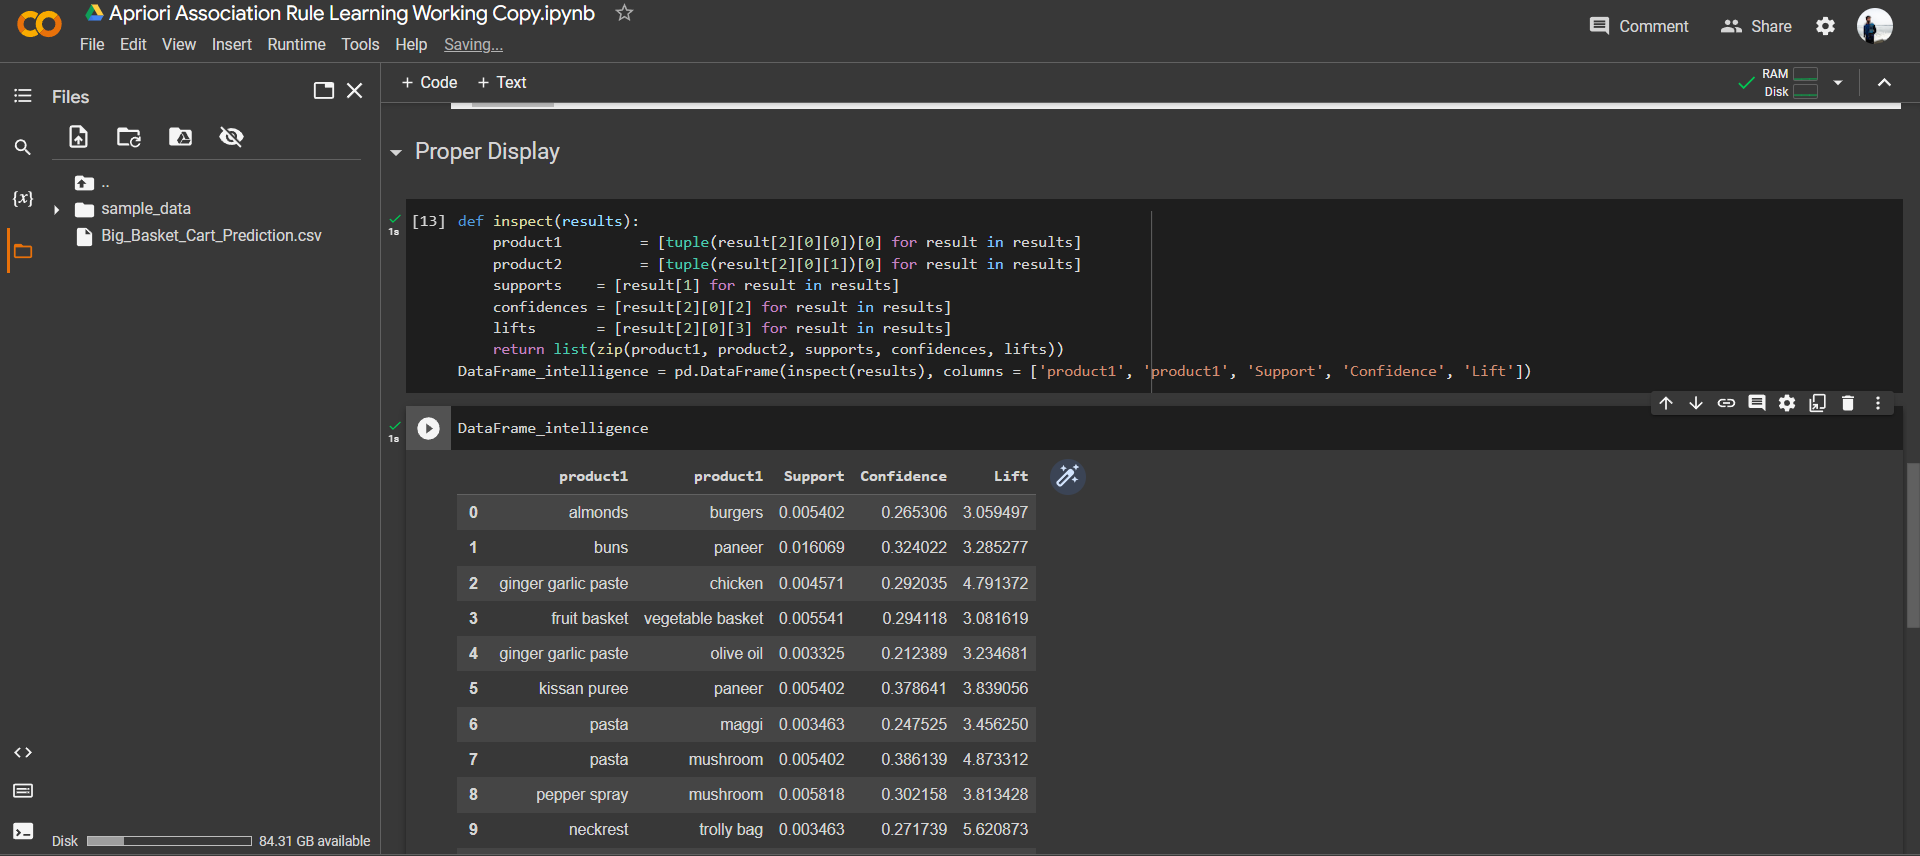 Apriori Association Rule Learning Working Copy.ipynb
File Edit View Insert Runtime Tools Help Saving...
Comment Share
Files
+ Code + Text
RAM
Disk
..
sample_data
Big_Basket_Cart_Prediction.csv
{x}
Disk 84.31 GB available
Proper Display
1s
[13] def inspect(results):
product1 = [tuple(result[2][0][0])[0] for result in results]
product2 = [tuple(result[2][0][1])[0] for result in results]
supports = [result[1] for result in results]
confidences = [result[2][0][2] for result in results]
lifts = [result[2][0][3] for result in results]
return list(zip(product1, product2, supports, confidences, lifts))
DataFrame_intelligence = pd.DataFrame(inspect(results), columns = ['product1', 'product1', 'Support', 'Confidence', 'Lift'])
1s
DataFrame_intelligence
product1 product1 Support Confidence Lift
0 almonds burgers 0.005402 0.265306 3.059497
1 buns paneer 0.016069 0.324022 3.285277
2 ginger garlic paste chicken 0.004571 0.292035 4.791372
3 fruit basket vegetable basket 0.005541 0.294118 3.081619
4 ginger garlic paste olive oil 0.003325 0.212389 3.234681
5 kissan puree paneer 0.005402 0.378641 3.839056
6 pasta maggi 0.003463 0.247525 3.456250
7 pasta mushroom 0.005402 0.386139 4.873312
8 pepper spray mushroom 0.005818 0.302158 3.813428
9 neckrest trolly bag 0.003463 0.271739 5.620873